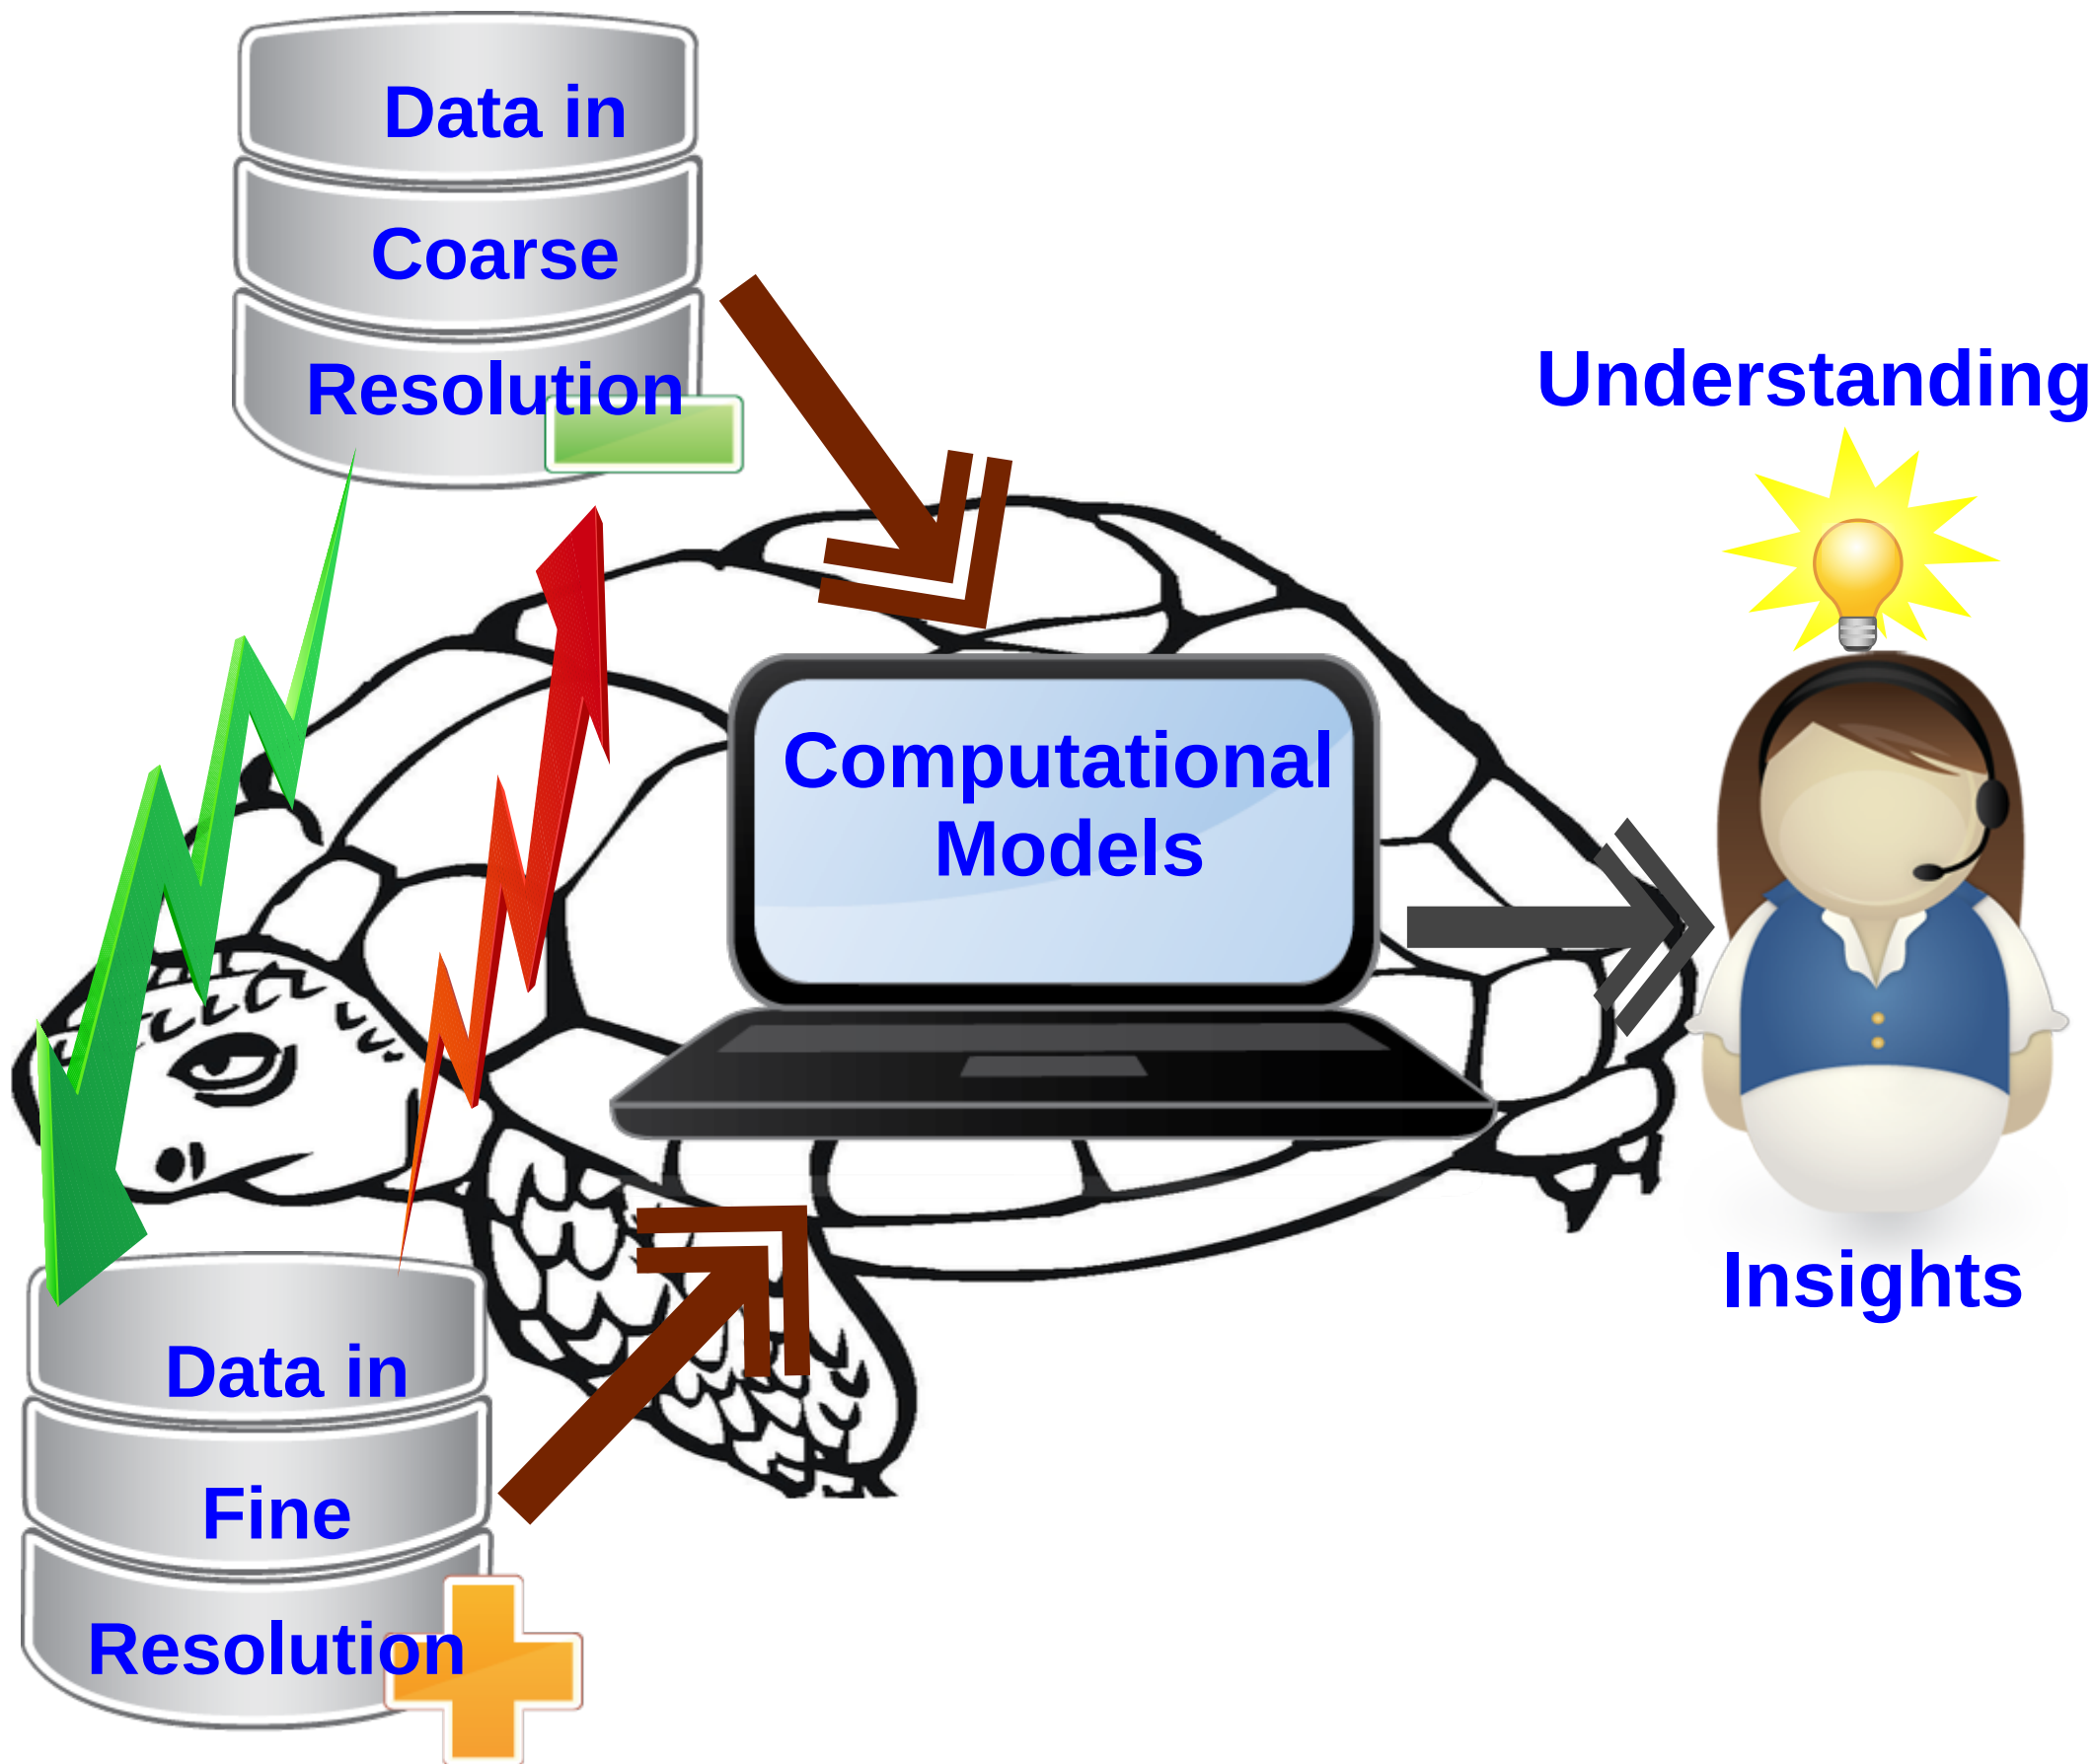 Data in
Coarse
Resolution
Understanding
Computational
Models
Insights
Data in
Fine
Resolution